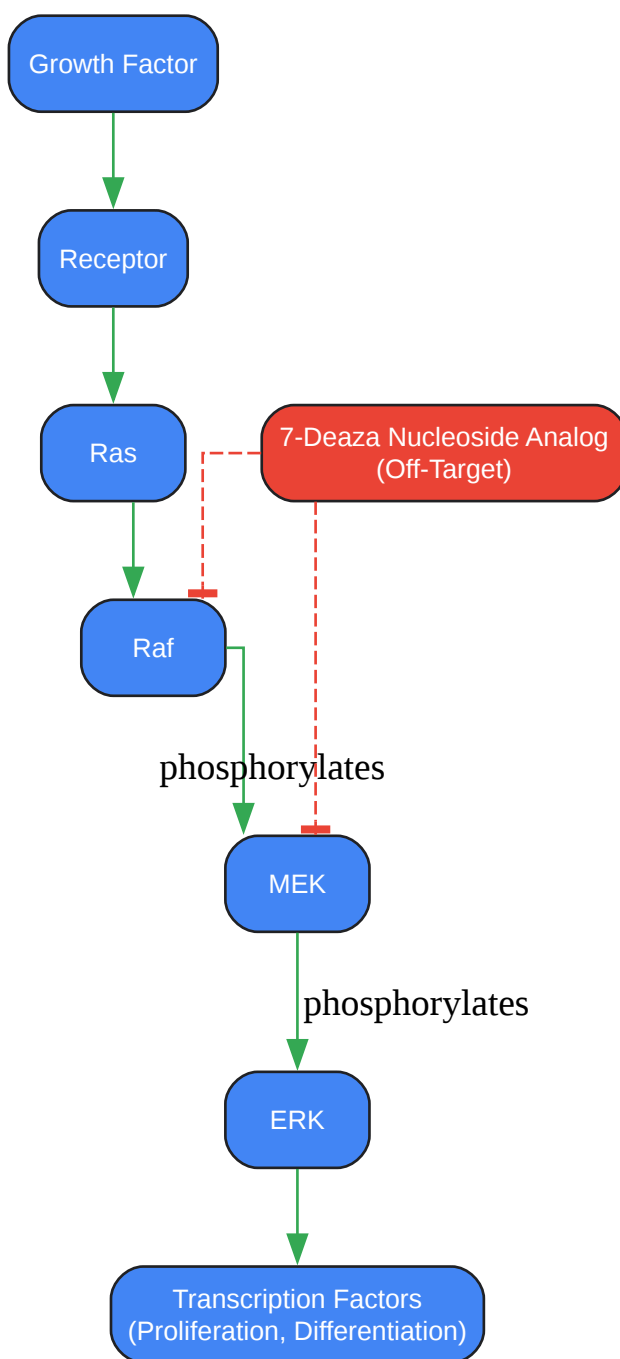 Growth Factor
Receptor
Ras
7-Deaza Nucleoside Analog
(Off-Target)
Raf
phosphorylates
MEK
phosphorylates
ERK
Transcription Factors
(Proliferation, Differentiation)